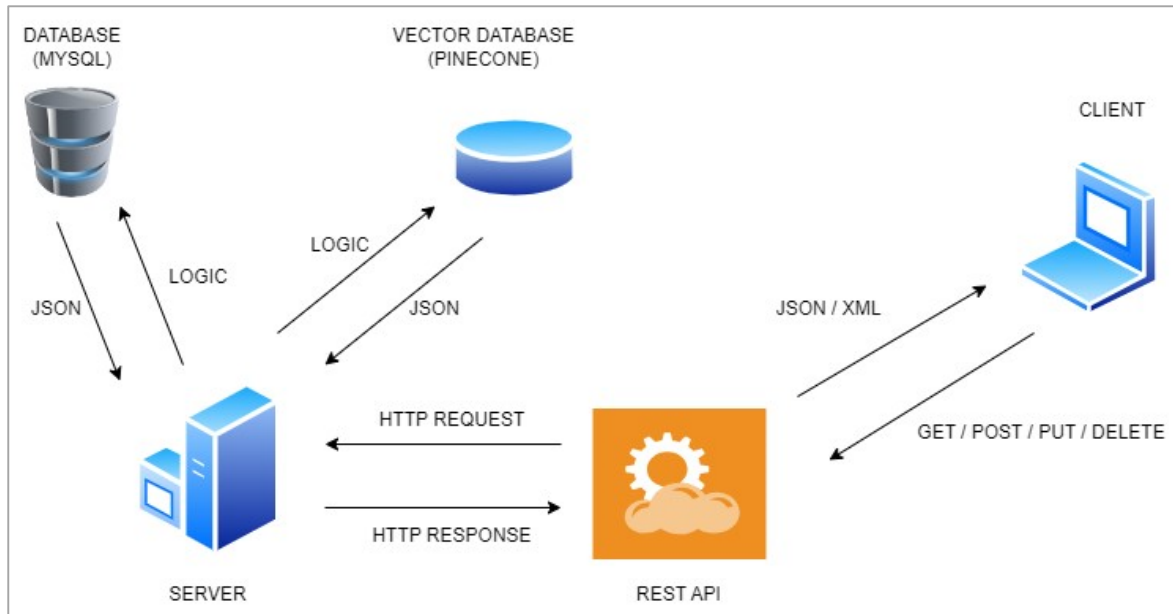 DATABASE
(MYSQL)
VECTOR DATABASE
(PINECONE)
CLIENT
LOGIC
LOGIC
JSON
JSON
JSON / XML
HTTP REQUEST
GET / POST / PUT / DELETE
HTTP RESPONSE
SERVER
REST API